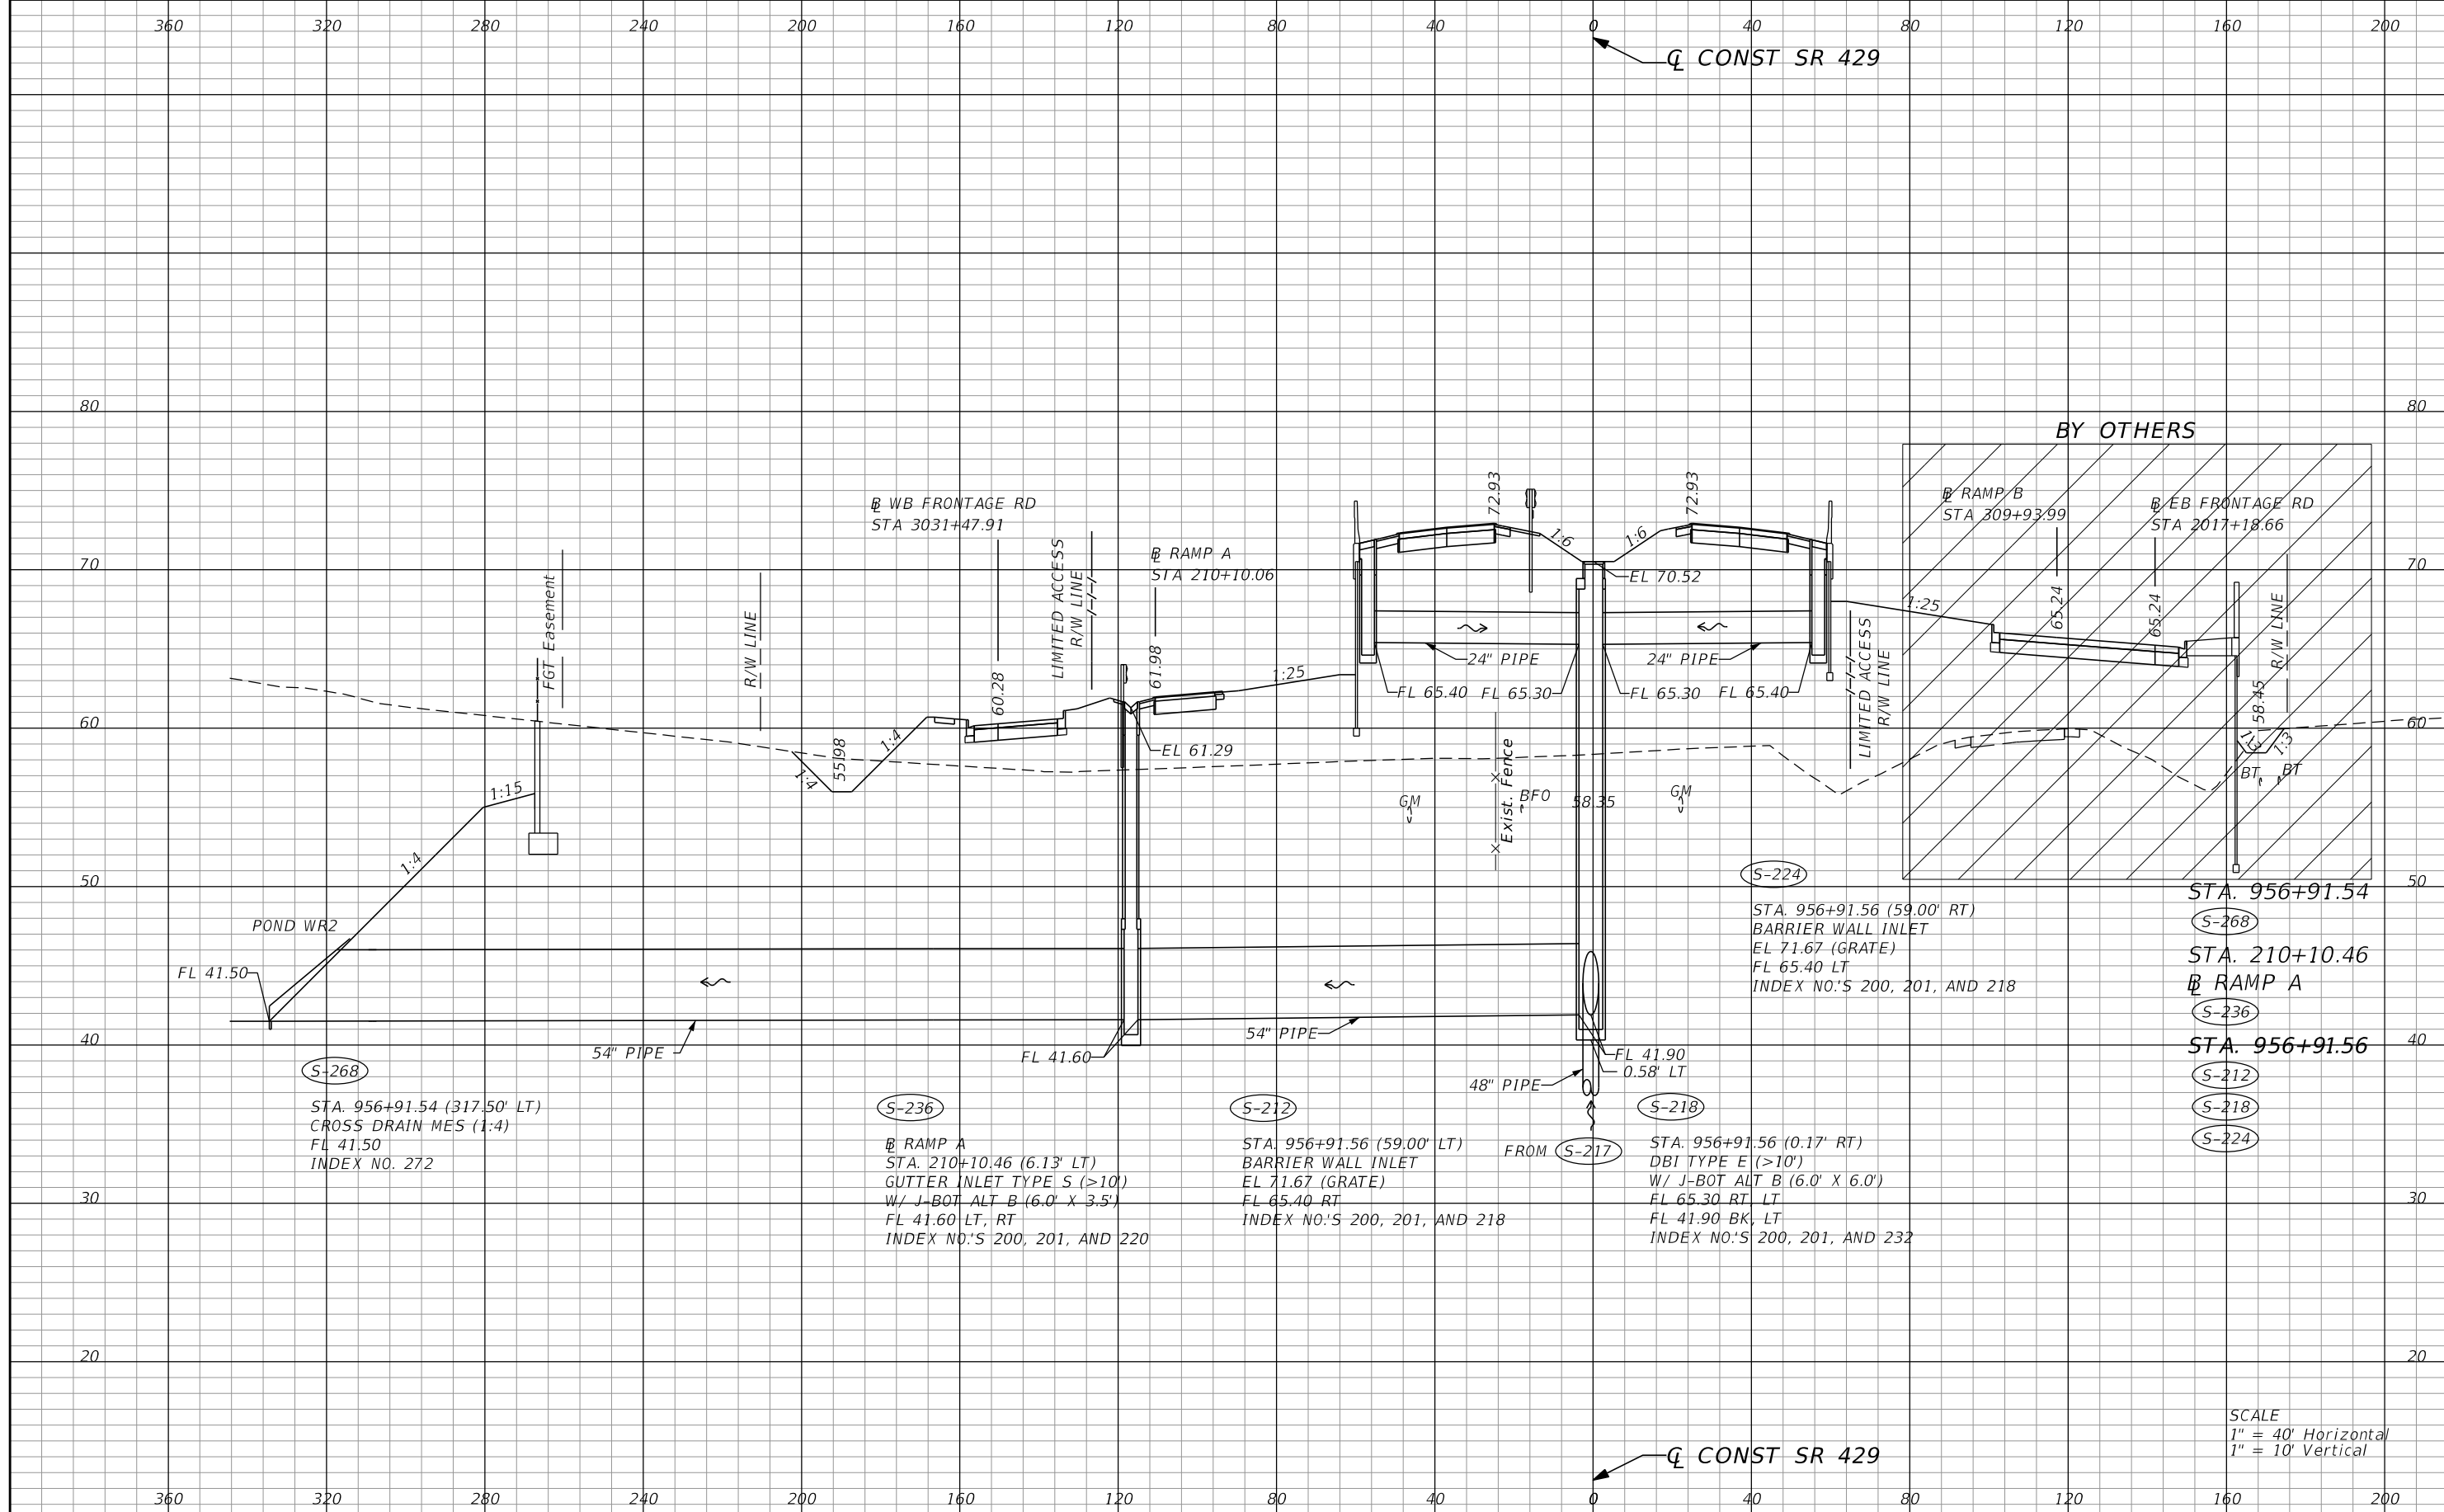 360 320 280 240 200 160 120 80 40 0 40 80 120 160 200
℄ CONST SR 429
80 80
BY OTHERS
℄ WB FRONTAGE RD
STA 3031+47.91
60.28
LIMITED ACCESS
R/W LINE
℄ RAMP A
STA 210+10.06
61.98
72.93
72.93
1:6
1:6
EL 70.52
℄ RAMP B
STA 309+93.99
65.24
℄ EB FRONTAGE RD
STA 2017+18.66
65.24
70 70
FGT Easement
R/W LINE
1:25
1:25
24" PIPE
24" PIPE
FL 65.40
FL 65.30
FL 65.30
FL 65.40
LIMITED ACCESS
R/W LINE
R/W LINE
58.45
1:3
1:3
BT
BT
60 60
EL 61.29
55.98
1:4
1:4
1:15
1:4
GM
Exist. Fence
BFO
58.35
GM
50 50
POND WR2
FL 41.50
54" PIPE
54" PIPE
FL 41.60
FL 41.90
0.58' LT
48" PIPE
FROM S-217
40 40
S-224
STA. 956+91.56 (59.00' RT)
BARRIER WALL INLET
EL 71.67 (GRATE)
FL 65.40 LT
INDEX NO.'S 200, 201, AND 218
STA. 956+91.54
S-268
STA. 210+10.46
℄ RAMP A
S-236
STA. 956+91.56
S-212
S-218
S-224
S-268
STA. 956+91.54 (317.50' LT)
CROSS DRAIN MES (1:4)
FL 41.50
INDEX NO. 272
S-236
℄ RAMP A
STA. 210+10.46 (6.13' LT)
GUTTER INLET TYPE S (>10')
W/ J-BOT ALT B (6.0' X 3.5')
FL 41.60 LT, RT
INDEX NO.'S 200, 201, AND 220
S-212
STA. 956+91.56 (59.00' LT)
BARRIER WALL INLET
EL 71.67 (GRATE)
FL 65.40 RT
INDEX NO.'S 200, 201, AND 218
S-218
STA. 956+91.56 (0.17' RT)
DBI TYPE E (>10')
W/ J-BOT ALT B (6.0' X 6.0')
FL 65.30 RT, LT
FL 41.90 BK, LT
INDEX NO.'S 200, 201, AND 232
30 30
20 20
SCALE
1" = 40' Horizontal
1" = 10' Vertical
℄ CONST SR 429
360 320 280 240 200 160 120 80 40 0 40 80 120 160 200